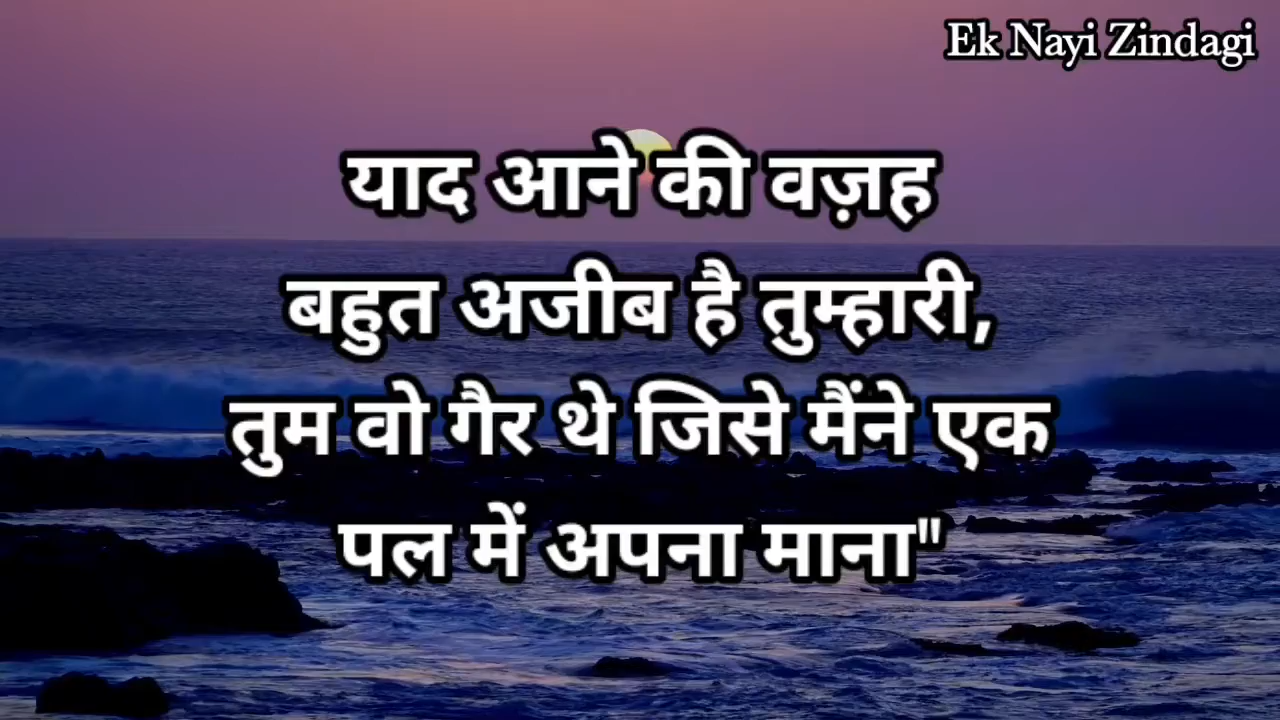 Ek Nayi Zindagi
याद आने की वज़ह
बहुत अजीब है तुम्हारी,
तुम वो गैर थे जिसे मैंने एक
पल में अपना माना"